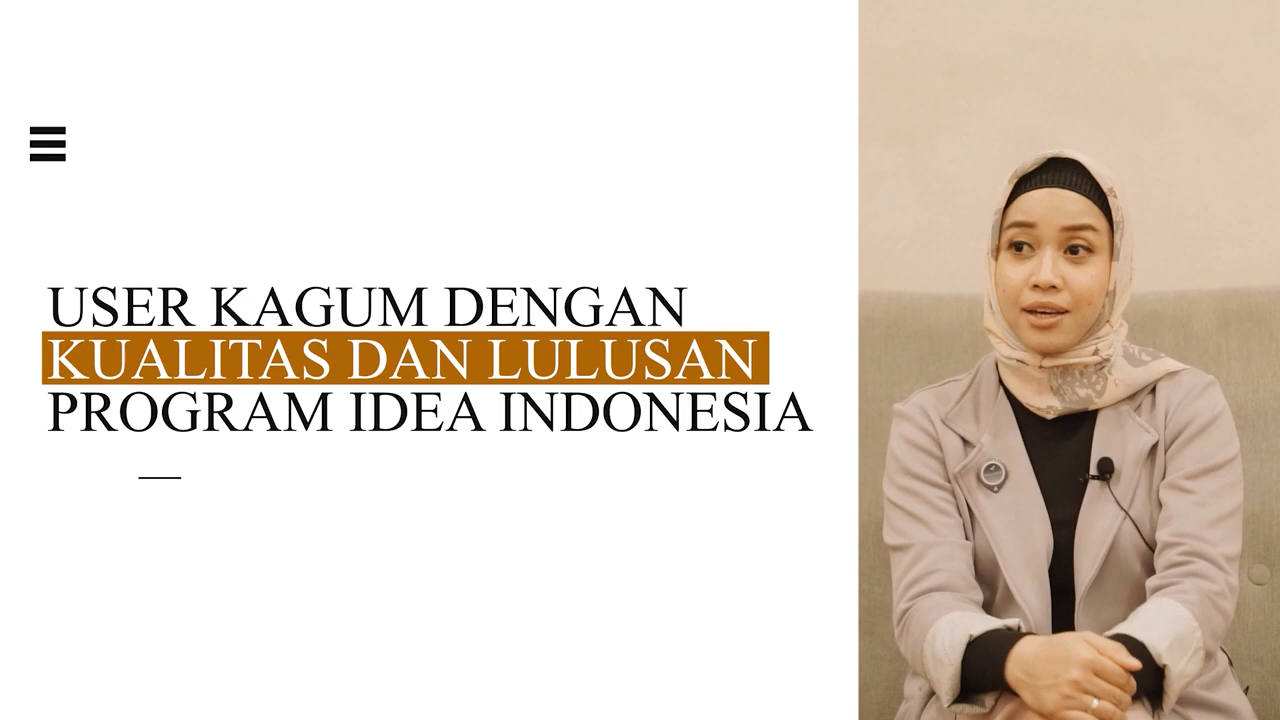 USER KAGUM DENGAN
KUALITAS DAN LULUSAN
PROGRAM IDEA INDONESIA